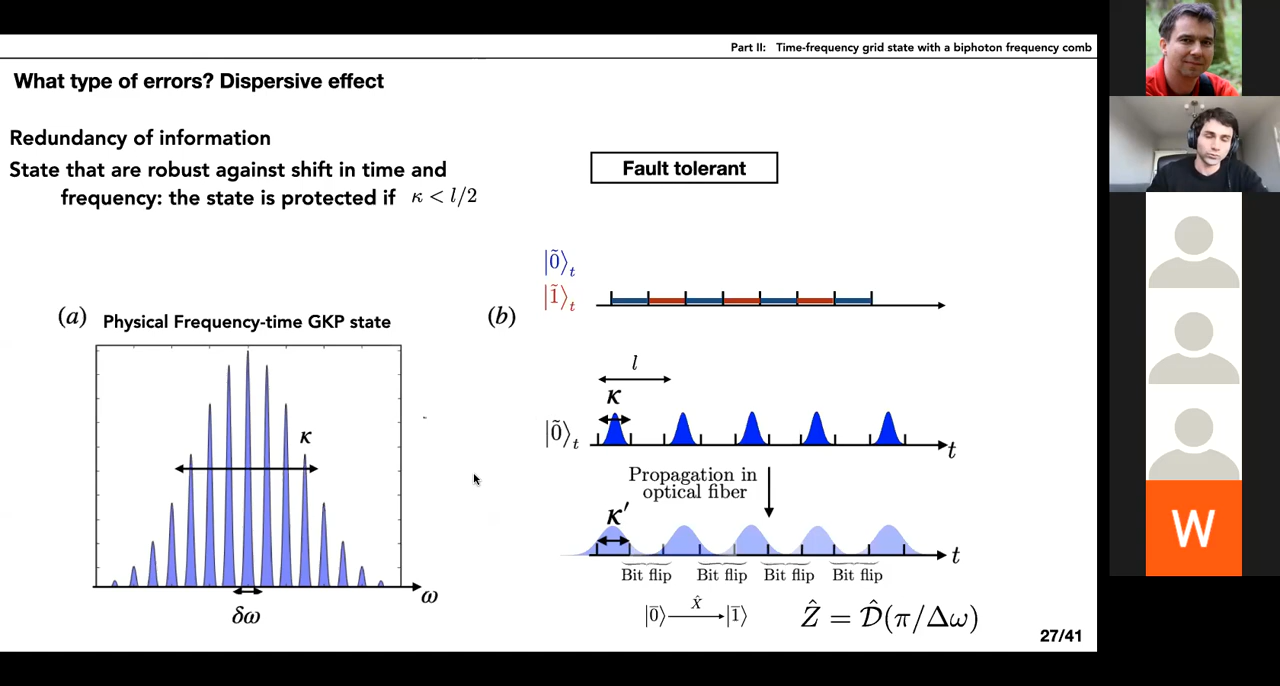 Part II: Time-frequency grid state with a biphoton frequency comb
What type of errors? Dispersive effect
Redundancy of information
State that are robust against shift in time and
frequency: the state is protected if κ < l/2
Fault tolerant
|0̃⟩ₜ
|1̃⟩ₜ
(a) Physical Frequency-time GKP state
κ
δω
ω
(b)
l
κ
|0̃⟩ₜ
t
Propagation in
optical fiber
κ′
t
Bit flip Bit flip Bit flip Bit flip
|0̅⟩ X̂ |1̅⟩
Ẑ = D̂(π/Δω)
27/41
W